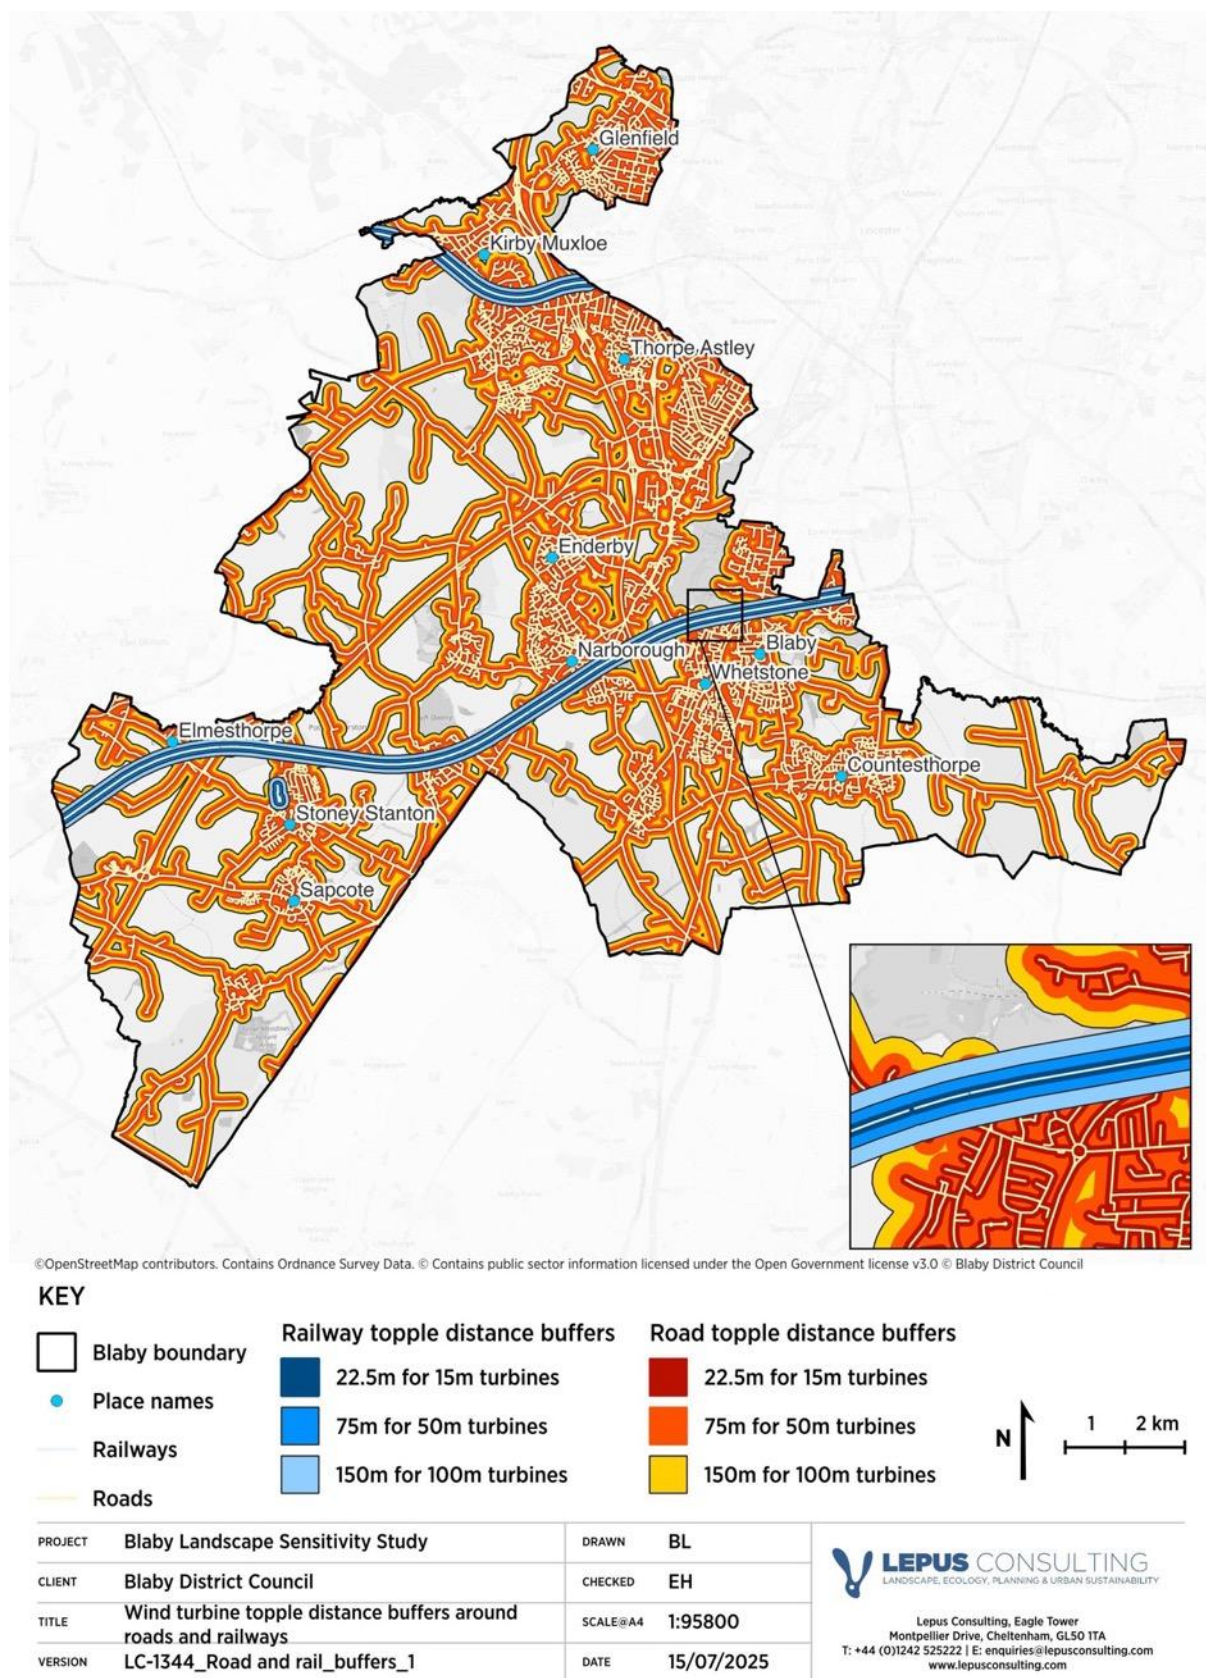 Glenfield
Kirby Muxloe
Thorpe Astley
Enderby
Narborough
Blaby
Whetstone
Elmesthorpe
Countesthorpe
Stoney Stanton
Sapcote
©OpenStreetMap contributors. Contains Ordnance Survey Data. © Contains public sector information licensed under the Open Government license v3.0 © Blaby District Council
KEY
Blaby boundary
Place names
Railways
Roads
Railway topple distance buffers
22.5m for 15m turbines
75m for 50m turbines
150m for 100m turbines
Road topple distance buffers
22.5m for 15m turbines
75m for 50m turbines
150m for 100m turbines
N
1 2 km
PROJECT Blaby Landscape Sensitivity Study
CLIENT Blaby District Council
TITLE Wind turbine topple distance buffers around
roads and railways
VERSION LC-1344_Road and rail_buffers_1
DRAWN BL
CHECKED EH
SCALE@A4 1:95800
DATE 15/07/2025
LEPUS CONSULTING
LANDSCAPE, ECOLOGY, PLANNING & URBAN SUSTAINABILITY
Lepus Consulting, Eagle Tower
Montpellier Drive, Cheltenham, GL50 1TA
T: +44 (0)1242 525222 | E: enquiries@lepusconsulting.com
www.lepusconsulting.com